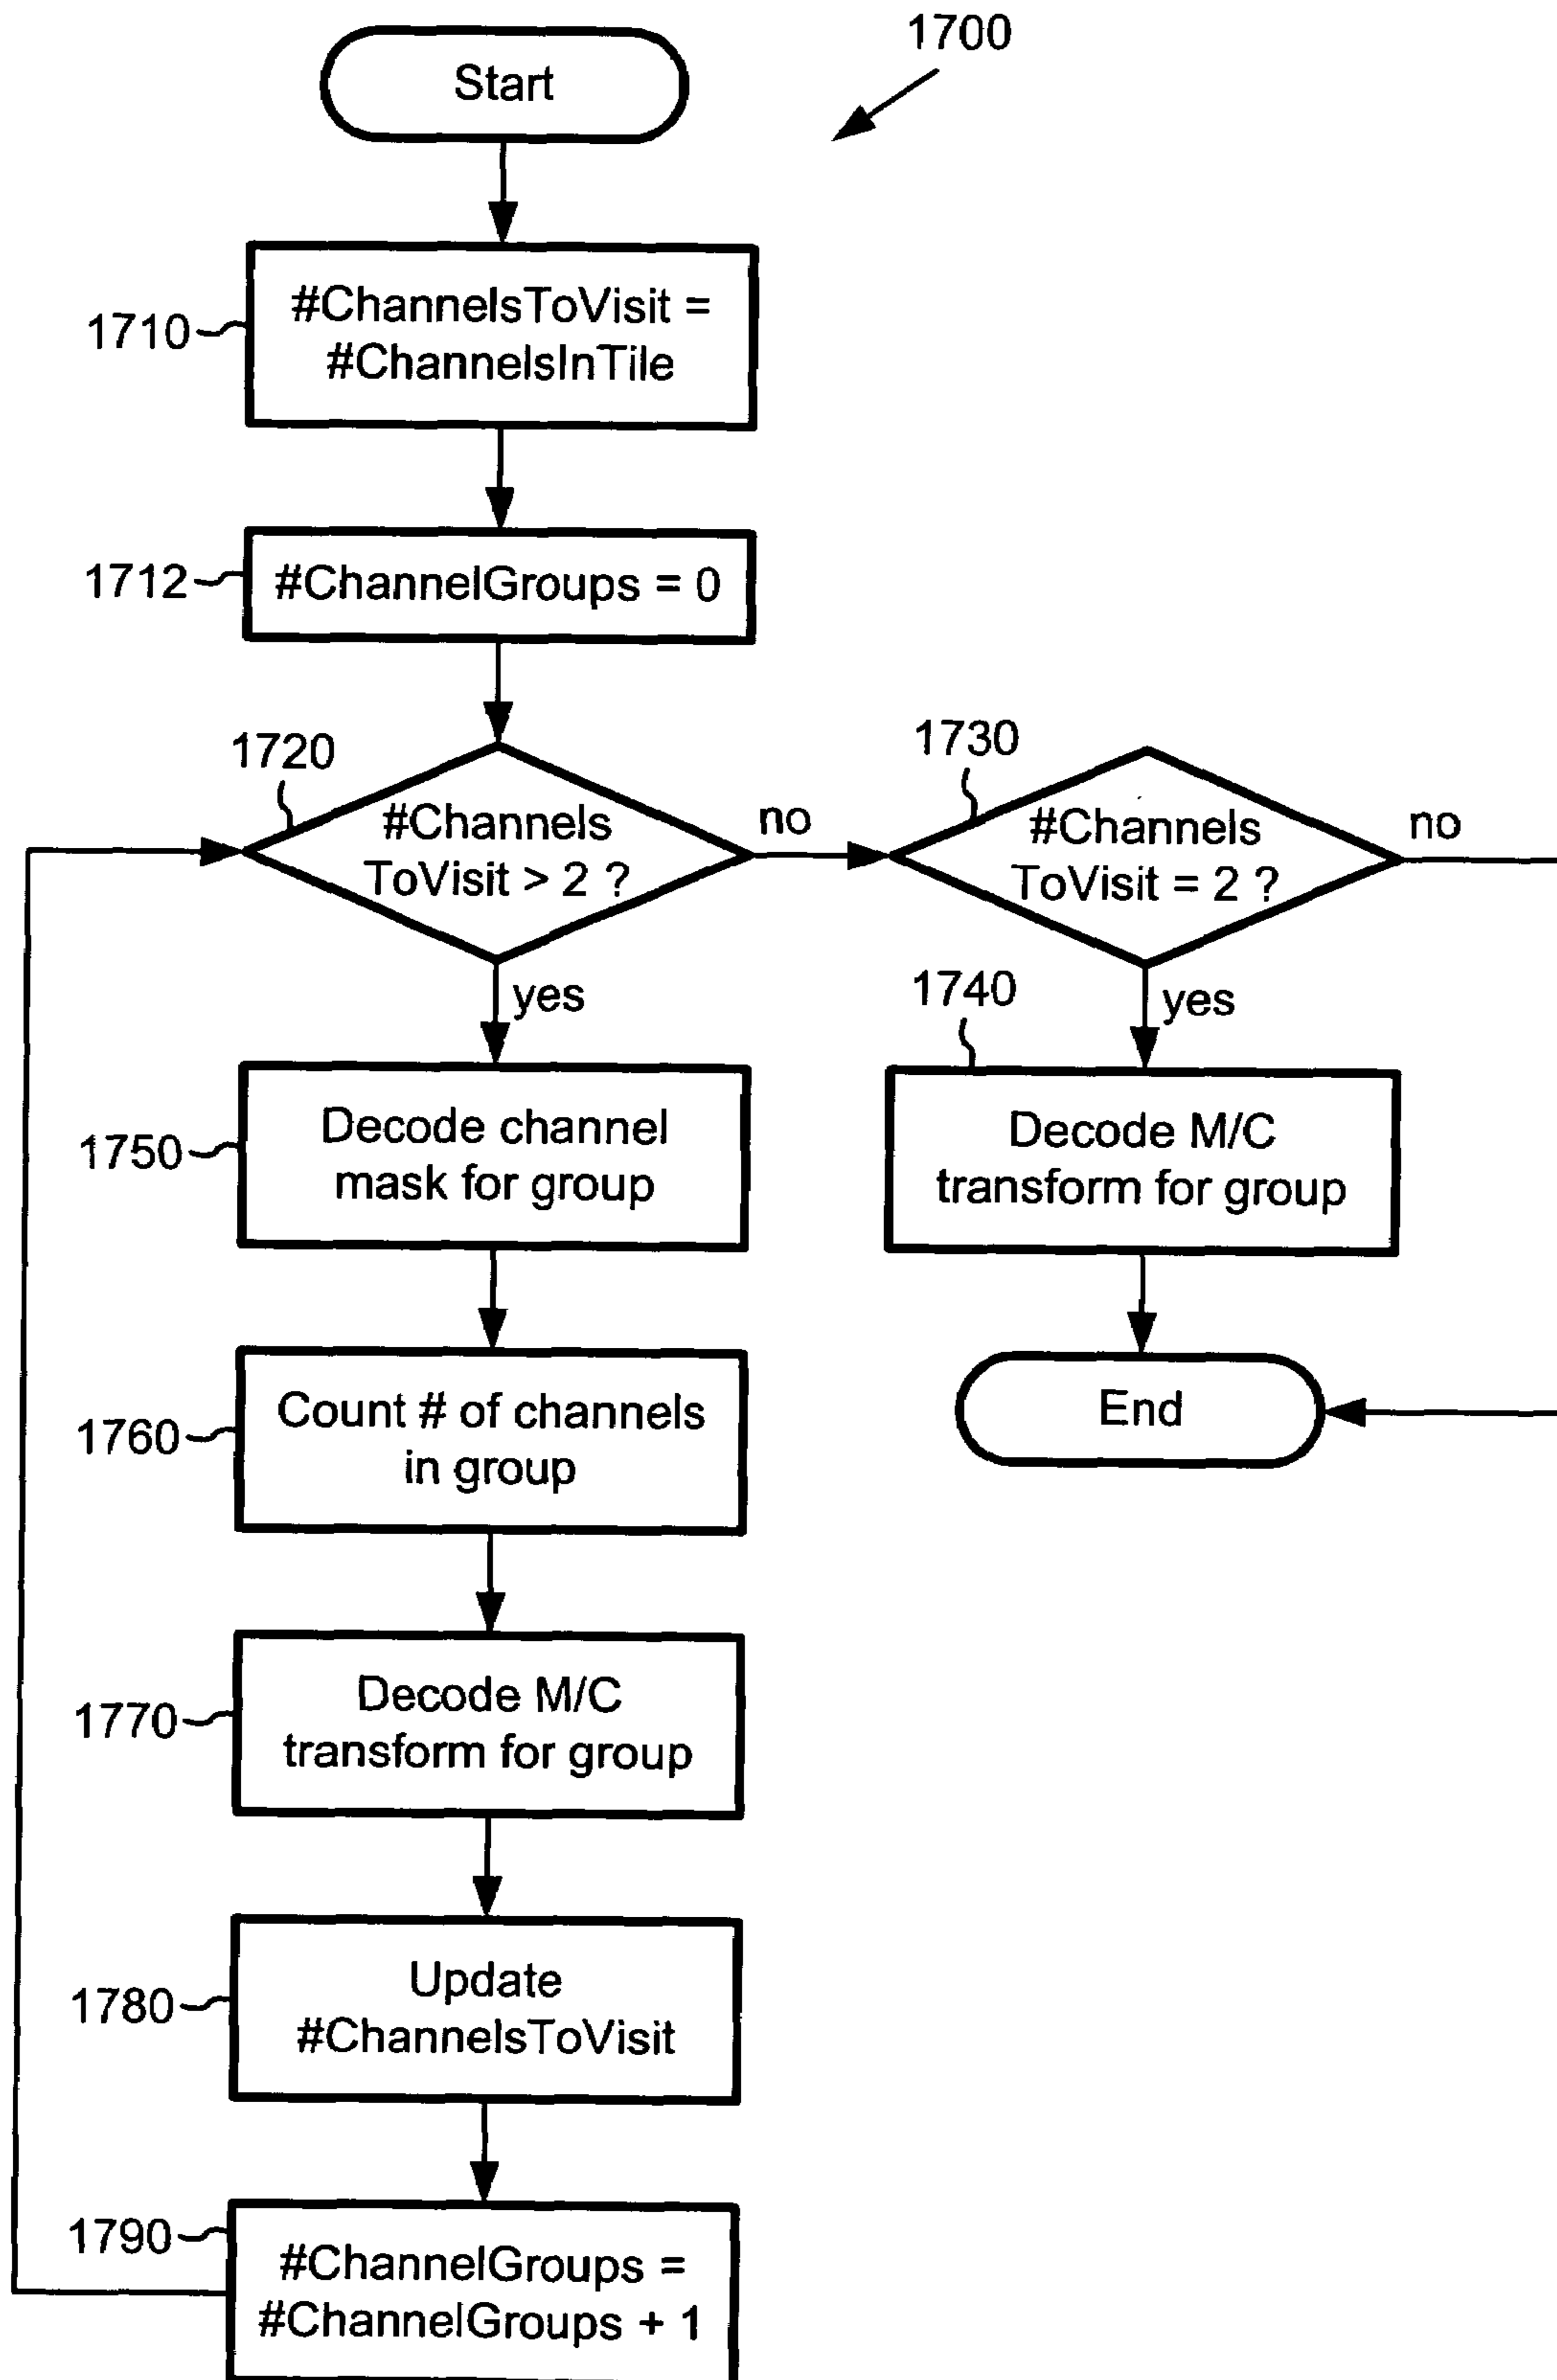 1700
Start
1710
#ChannelsToVisit =
#ChannelsInTile
1712
#ChannelGroups = 0
1720
#Channels
ToVisit > 2 ?
no
yes
1730
#Channels
ToVisit = 2 ?
no
yes
1740
Decode M/C
transform for group
End
1750
Decode channel
mask for group
1760
Count # of channels
in group
1770
Decode M/C
transform for group
1780
Update
#ChannelsToVisit
1790
#ChannelGroups =
#ChannelGroups + 1